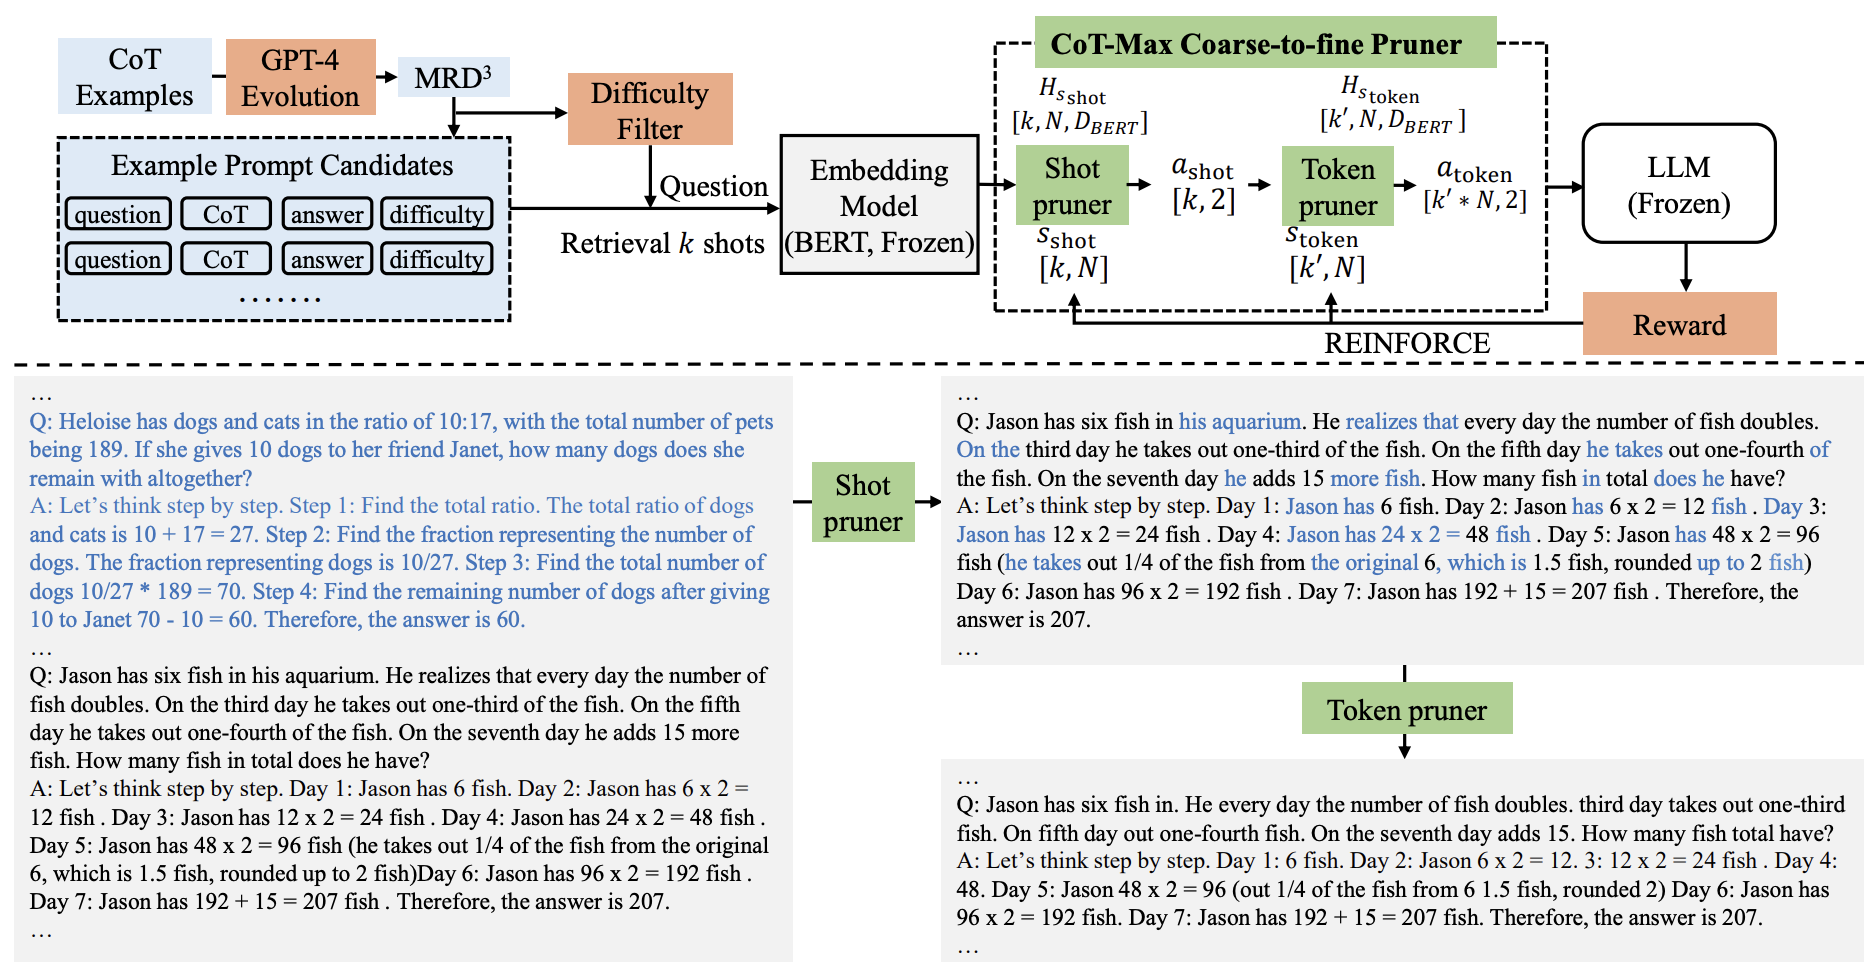 CoT
Examples
GPT-4
Evolution
MRD³
Difficulty
Filter
Example Prompt Candidates
question CoT answer difficulty
question CoT answer difficulty
.......
Question
Retrieval k shots
Embedding
Model
(BERT, Frozen)
CoT-Max Coarse-to-fine Pruner
H_{s_shot}
[k, N, D_{BERT}]
H_{s_token}
[k′, N, D_{BERT} ]
Shot
pruner
a_shot
[k, 2]
Token
pruner
a_token
[k′ * N, 2]
s_shot
[k, N]
s_token
[k′, N]
LLM
(Frozen)
Reward
REINFORCE
…
Q: Heloise has dogs and cats in the ratio of 10:17, with the total number of pets
being 189. If she gives 10 dogs to her friend Janet, how many dogs does she
remain with altogether?
A: Let’s think step by step. Step 1: Find the total ratio. The total ratio of dogs
and cats is 10 + 17 = 27. Step 2: Find the fraction representing the number of
dogs. The fraction representing dogs is 10/27. Step 3: Find the total number of
dogs 10/27 * 189 = 70. Step 4: Find the remaining number of dogs after giving
10 to Janet 70 - 10 = 60. Therefore, the answer is 60.
…
Q: Jason has six fish in his aquarium. He realizes that every day the number of
fish doubles. On the third day he takes out one-third of the fish. On the fifth
day he takes out one-fourth of the fish. On the seventh day he adds 15 more
fish. How many fish in total does he have?
A: Let’s think step by step. Day 1: Jason has 6 fish. Day 2: Jason has 6 x 2 =
12 fish . Day 3: Jason has 12 x 2 = 24 fish . Day 4: Jason has 24 x 2 = 48 fish .
Day 5: Jason has 48 x 2 = 96 fish (he takes out 1/4 of the fish from the original
6, which is 1.5 fish, rounded up to 2 fish)Day 6: Jason has 96 x 2 = 192 fish .
Day 7: Jason has 192 + 15 = 207 fish . Therefore, the answer is 207.
…
Shot
pruner
…
Q: Jason has six fish in his aquarium. He realizes that every day the number of fish doubles.
On the third day he takes out one-third of the fish. On the fifth day he takes out one-fourth of
the fish. On the seventh day he adds 15 more fish. How many fish in total does he have?
A: Let’s think step by step. Day 1: Jason has 6 fish. Day 2: Jason has 6 x 2 = 12 fish . Day 3:
Jason has 12 x 2 = 24 fish . Day 4: Jason has 24 x 2 = 48 fish . Day 5: Jason has 48 x 2 = 96
fish (he takes out 1/4 of the fish from the original 6, which is 1.5 fish, rounded up to 2 fish)
Day 6: Jason has 96 x 2 = 192 fish . Day 7: Jason has 192 + 15 = 207 fish . Therefore, the
answer is 207.
…
Token pruner
…
Q: Jason has six fish in. He every day the number of fish doubles. third day takes out one-third
fish. On fifth day out one-fourth fish. On the seventh day adds 15. How many fish total have?
A: Let’s think step by step. Day 1: 6 fish. Day 2: Jason 6 x 2 = 12. 3: 12 x 2 = 24 fish . Day 4:
48. Day 5: Jason 48 x 2 = 96 (out 1/4 of the fish from 6 1.5 fish, rounded 2) Day 6: Jason has
96 x 2 = 192 fish. Day 7: Jason has 192 + 15 = 207 fish. Therefore, the answer is 207.
…